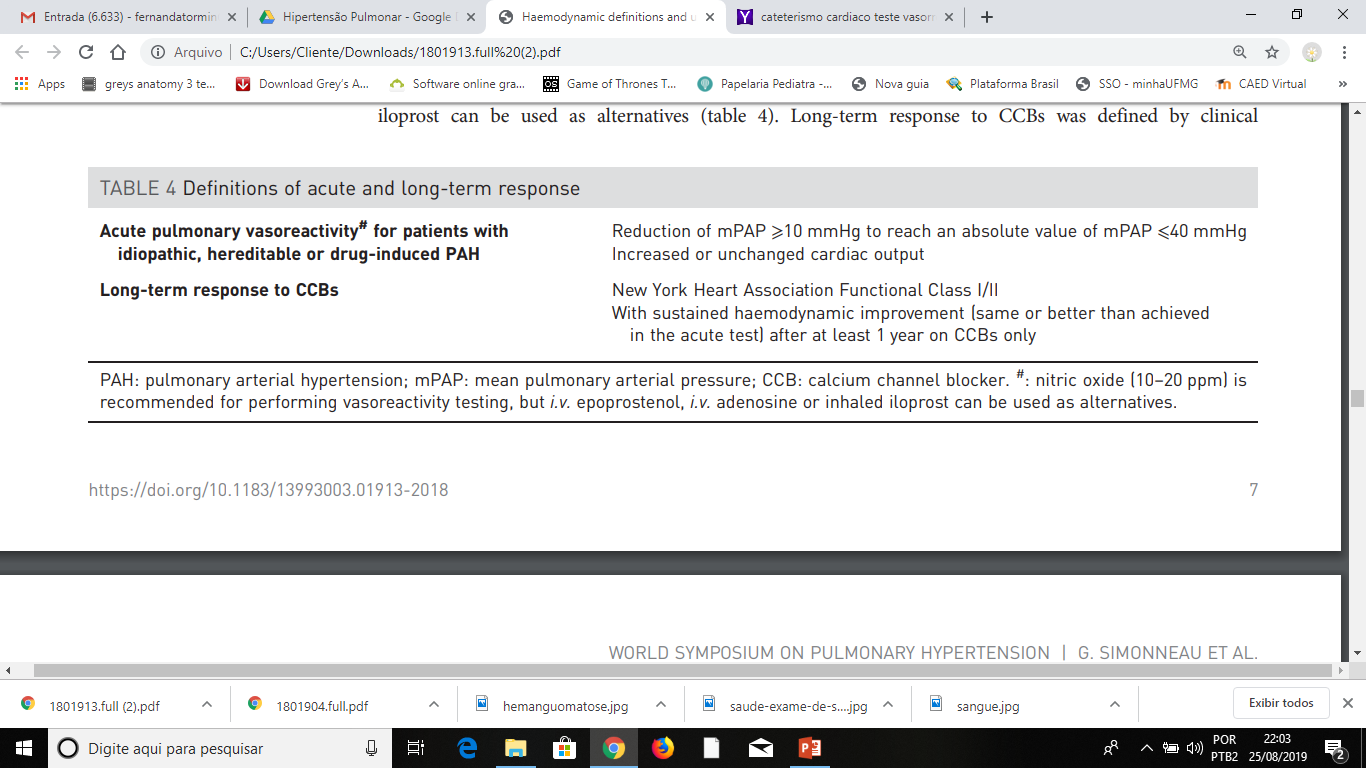 Entrada (6.633) - fernandatormin
Hipertensão Pulmonar - Google
Haemodynamic definitions and u
cateterismo cardiaco teste vasor
Arquivo
C:/Users/Cliente/Downloads/1801913.full%20(2).pdf
Apps
greys anatomy 3 te...
Download Grey's A...
Software online gra...
Game of Thrones T...
Papelaria Pediatra -...
Nova guia
Plataforma Brasil
SSO - minhaUFMG
CAED Virtual
»
iloprost can be used as alternatives (table 4). Long-term response to CCBs was defined by clinical
TABLE 4 Definitions of acute and long-term response
Acute pulmonary vasoreactivity# for patients with
idiopathic, hereditable or drug-induced PAH
Reduction of mPAP ⩾10 mmHg to reach an absolute value of mPAP ⩽40 mmHg
Increased or unchanged cardiac output
Long-term response to CCBs
New York Heart Association Functional Class I/II
With sustained haemodynamic improvement (same or better than achieved
in the acute test) after at least 1 year on CCBs only
PAH: pulmonary arterial hypertension; mPAP: mean pulmonary arterial pressure; CCB: calcium channel blocker. #: nitric oxide (10–20 ppm) is
recommended for performing vasoreactivity testing, but i.v. epoprostenol, i.v. adenosine or inhaled iloprost can be used as alternatives.
https://doi.org/10.1183/13993003.01913-2018
7
WORLD SYMPOSIUM ON PULMONARY HYPERTENSION | G. SIMONNEAU ET AL.
1801913.full (2).pdf
1801904.full.pdf
hemanguomatose.jpg
saude-exame-de-s....jpg
sangue.jpg
Exibir todos
Digite aqui para pesquisar
POR
PTB2
22:03
25/08/2019
2